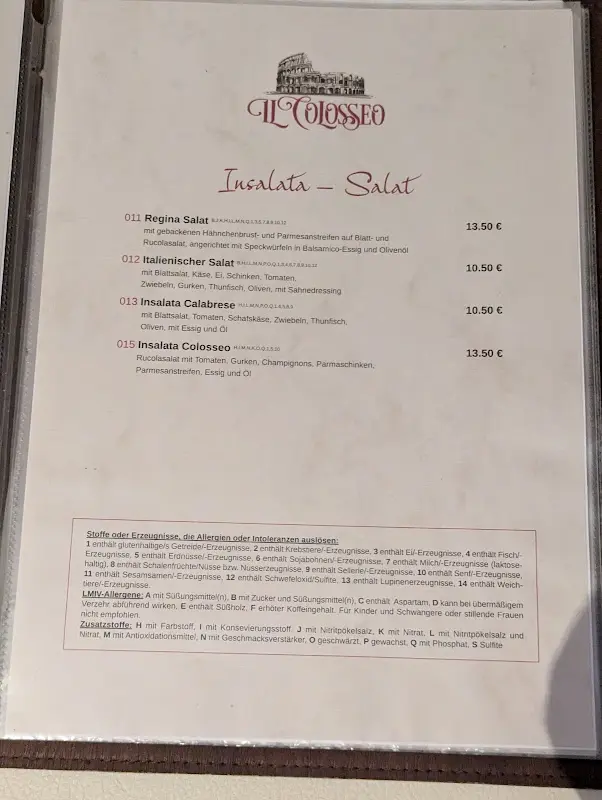 IL COLOSSEO
Insalata – Salat
011 Regina Salat
13.50 €
mit gebackenen Hähnchenbrust- und Parmesanstreifen auf Blatt- und
Rucolasalat, angerichtet mit Speckwürfeln in Balsamico-Essig und Olivenöl
012 Italienischer Salat
10.50 €
mit Blattsalat, Käse, Ei, Schinken, Tomaten,
Zwiebeln, Gurken, Thunfisch, Oliven, mit Sahnedressing
013 Insalata Calabrese
10.50 €
mit Blattsalat, Tomaten, Schafskäse, Zwiebeln, Thunfisch,
Oliven, mit Essig und Öl
015 Insalata Colosseo
13.50 €
Rucolasalat mit Tomaten, Gurken, Champignons, Parmaschinken,
Parmesanstreifen, Essig und Öl
Stoffe oder Erzeugnisse, die Allergien oder Intoleranzen auslösen:
1 enthält glutenhaltige/s Getreide/-Erzeugnisse, 2 enthält Krebstiere/-Erzeugnisse, 3 enthält Ei/-Erzeugnisse, 4 enthält Fisch/-
Erzeugnisse, 5 enthält Erdnüsse/-Erzeugnisse, 6 enthält Sojabohnen/-Erzeugnisse, 7 enthält Milch/-Erzeugnisse (laktose-
haltig), 8 enthält Schalenfrüchte/Nüsse bzw. Nusserzeugnisse, 9 enthält Sellerie/-Erzeugnisse, 10 enthält Senf/-Erzeugnisse,
11 enthält Sesamsamen/-Erzeugnisse, 12 enthält Schwefeloxid/Sulfite, 13 enthält Lupinenerzeugnisse, 14 enthält Weich-
tiere/-Erzeugnisse.
LMIV-Allergene: A mit Süßungsmittel(n), B mit Zucker und Süßungsmittel(n), C enthält Aspartam, D kann bei übermäßigem
Verzehr abführend wirken, E enthält Süßholz, F erhöter Koffeingehalt. Für Kinder und Schwangere oder stillende Frauen
nicht empfohlen.
Zusatzstoffe: H mit Farbstoff, I mit Konsevierungsstoff, J mit Nitritpökelsalz, K mit Nitrat, L mit Nitritpökelsalz und
Nitrat, M mit Antioxidationsmittel, N mit Geschmacksverstärker, O geschwärzt, P gewachst, Q mit Phosphat, S Sulfite